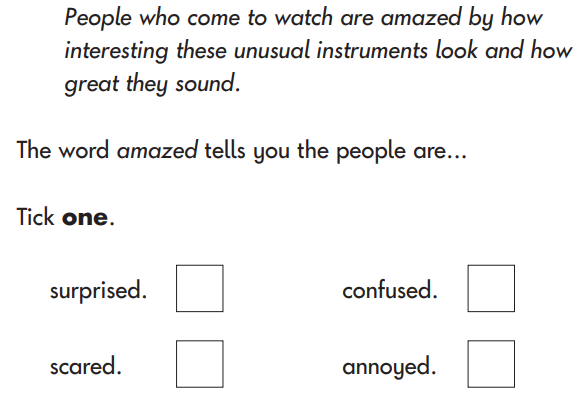 People who come to watch are amazed by how
interesting these unusual instruments look and how
great they sound.
The word amazed tells you the people are...
Tick one.
surprised. confused.
scared. annoyed.